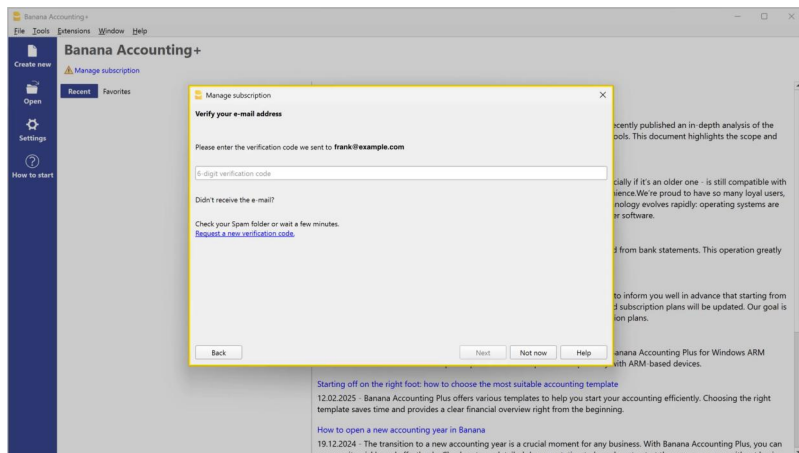 Banana Accounting+
File Tools Extensions Window Help
Create new
Open
Settings
How to start
Banana Accounting+
Manage subscription
Recent Favorites
Manage subscription
Verify your e-mail address
Please enter the verification code we sent to frank@example.com
6-digit verification code
Didn't receive the e-mail?
Check your Spam folder or wait a few minutes.
Request a new verification code.
Back Next Not now Help
ecently published an in-depth analysis of the
ools. This document highlights the scope and
cially if it's an older one - is still compatible with
ience.We're proud to have so many loyal users,
nology evolves rapidly: operating systems are
er software.
d from bank statements. This operation greatly
to inform you well in advance that starting from
d subscription plans will be updated. Our goal is
ion plans.
anana Accounting Plus for Windows ARM
with ARM-based devices.
Starting off on the right foot: how to choose the most suitable accounting template
12.02.2025 - Banana Accounting Plus offers various templates to help you start your accounting efficiently. Choosing the right
template saves time and provides a clear financial overview right from the beginning.
How to open a new accounting year in Banana
19.12.2024 - The transition to a new accounting year is a crucial moment for any business. With Banana Accounting Plus, you can